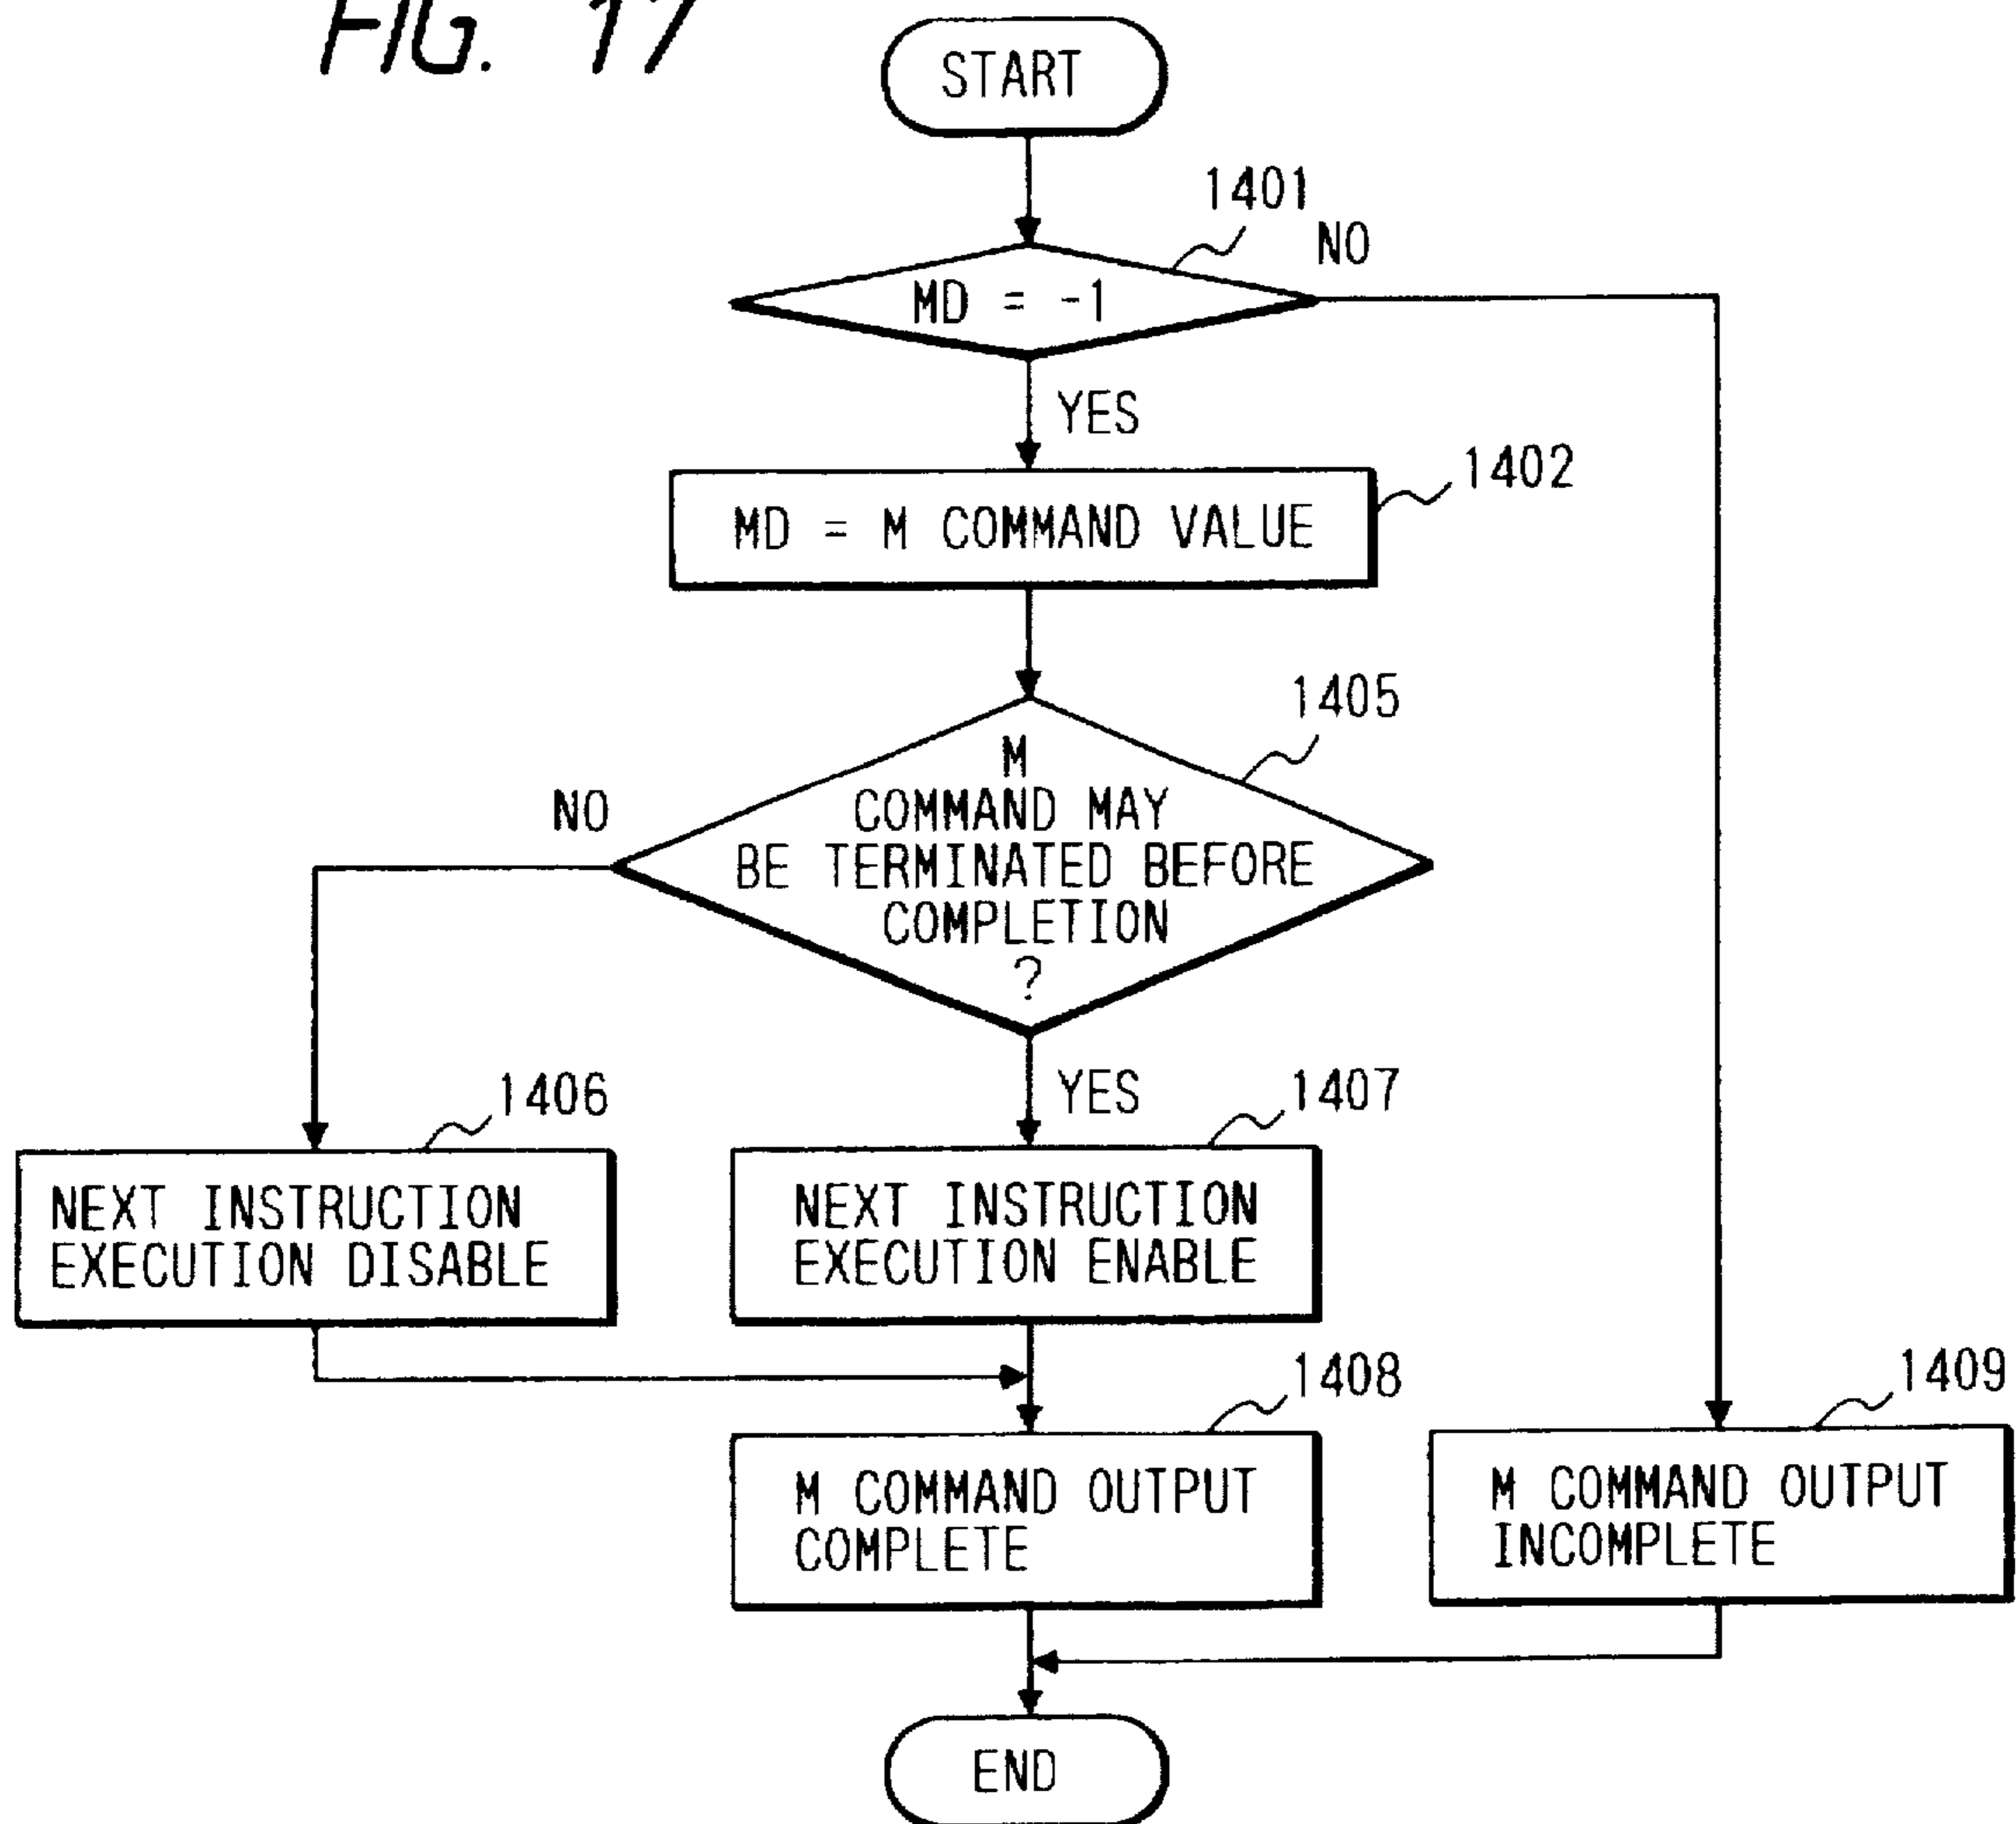 FIG. 17
START
1401
NO
MD = -1
YES
1402
MD = M COMMAND VALUE
1405
M
COMMAND MAY
BE TERMINATED BEFORE
COMPLETION
?
NO
YES
1406
1407
NEXT INSTRUCTION
EXECUTION DISABLE
NEXT INSTRUCTION
EXECUTION ENABLE
1408
1409
M COMMAND OUTPUT
COMPLETE
M COMMAND OUTPUT
INCOMPLETE
END